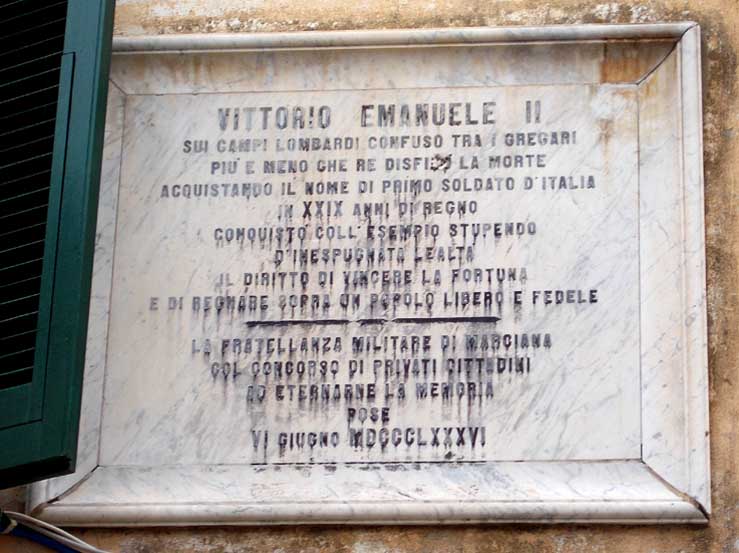 VITTORIO EMANUELE II
SUI CAMPI LOMBARDI CONFUSO TRA I GREGARI
PIU' E MENO CHE RE DISFIDO' LA MORTE
ACQUISTANDO IL NOME DI PRIMO SOLDATO D'ITALIA
IN XXIX ANNI DI REGNO
CONQUISTO COLL'ESEMPIO STUPENDO
D'INESPUGNATA LEALTA
IL DIRITTO DI VINCERE LA FORTUNA
E DI REGNARE SOPRA UN POPOLO LIBERO E FEDELE
LA FRATELLANZA MILITARE DI MARCIANA
COL CONCORSO DI PRIVATI CITTADINI
AD ETERNARNE LA MEMORIA
POSE
VI GIUGNO MDCCCLXXXVI